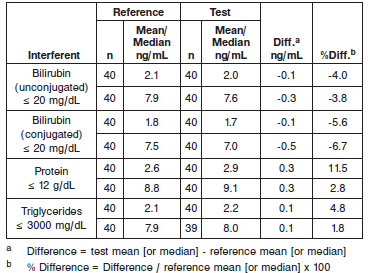 Reference Test
Interferent n Mean/ Median ng/mL n Mean/ Median ng/mL Diff.a ng/mL %Diff.b
Bilirubin (unconjugated) ≤ 20 mg/dL 40 2.1 40 2.0 -0.1 -4.0
40 7.9 40 7.6 -0.3 -3.8
Bilirubin (conjugated) ≤ 20 mg/dL 40 1.8 40 1.7 -0.1 -5.6
40 7.5 40 7.0 -0.5 -6.7
Protein ≤ 12 g/dL 40 2.6 40 2.9 0.3 11.5
40 8.8 40 9.1 0.3 2.8
Triglycerides ≤ 3000 mg/dL 40 2.1 40 2.2 0.1 4.8
40 7.9 39 8.0 0.1 1.8
a Difference = test mean [or median] - reference mean [or median]
b % Difference = Difference / reference mean [or median] x 100